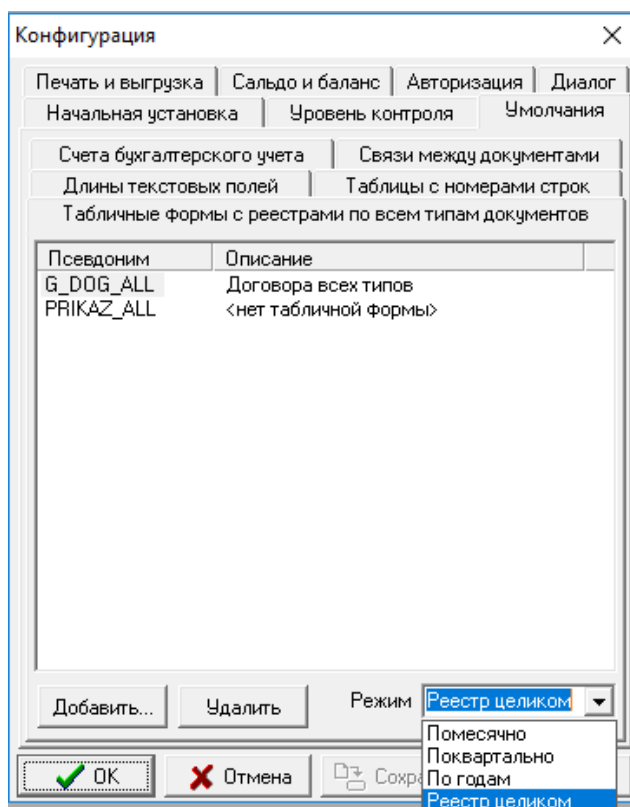 Конфигурация
Печать и выгрузка Сальдо и баланс Авторизация Диалог
Начальная установка Уровень контроля Умолчания
Счета бухгалтерского учета Связи между документами
Длины текстовых полей Таблицы с номерами строк
Табличные формы с реестрами по всем типам документов
Псевдоним Описание
G_DOG_ALL Договора всех типов
PRIKAZ_ALL <нет табличной формы>
Добавить... Удалить Режим Реестр целиком
Помесячно
Поквартально
OK Отмена Сохра По годам
Реестр целиком